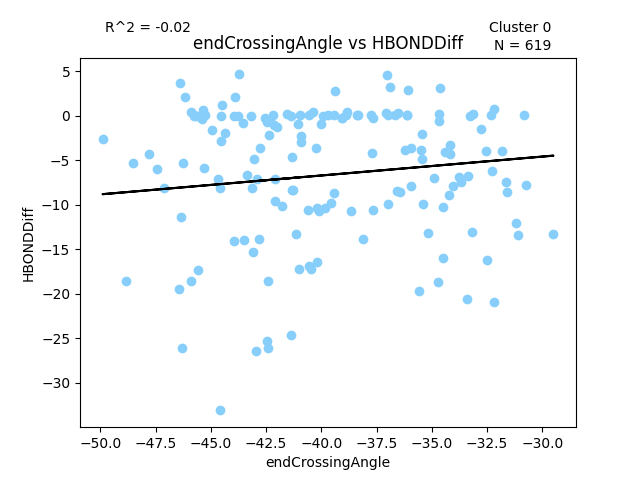 R^2 = -0.02
Cluster 0
endCrossingAngle vs HBONDDiff
N = 619
5
0
−5
−10
−15
−20
−25
−30
HBONDDiff
−50.0 −47.5 −45.0 −42.5 −40.0 −37.5 −35.0 −32.5 −30.0
endCrossingAngle